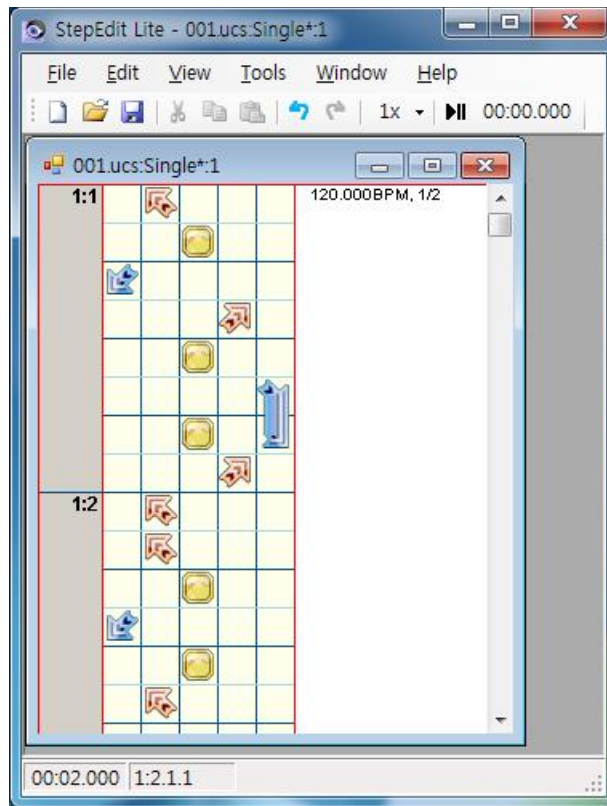 StepEdit Lite - 001.ucs:Single*:1
File Edit View Tools Window Help
1x 00:00.000
001.ucs:Single*:1
1:1 120.000BPM, 1/2
1:2
00:02.000 1:2.1.1